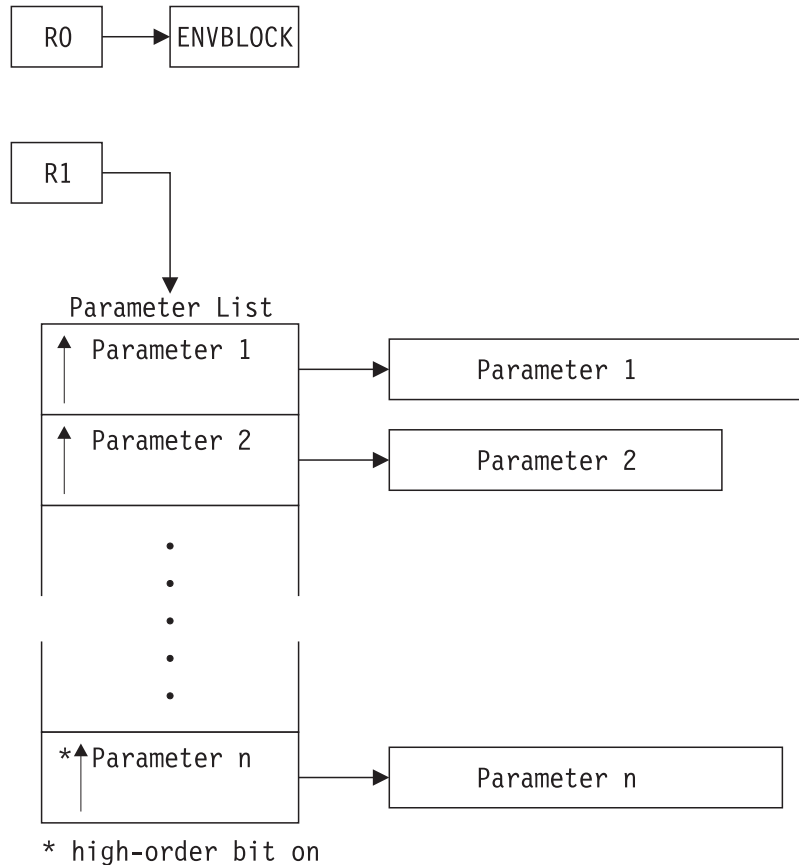 R0
ENVBLOCK
R1
Parameter List
Parameter 1
Parameter 1
Parameter 2
Parameter 2
* Parameter n
Parameter n
* high-order bit on